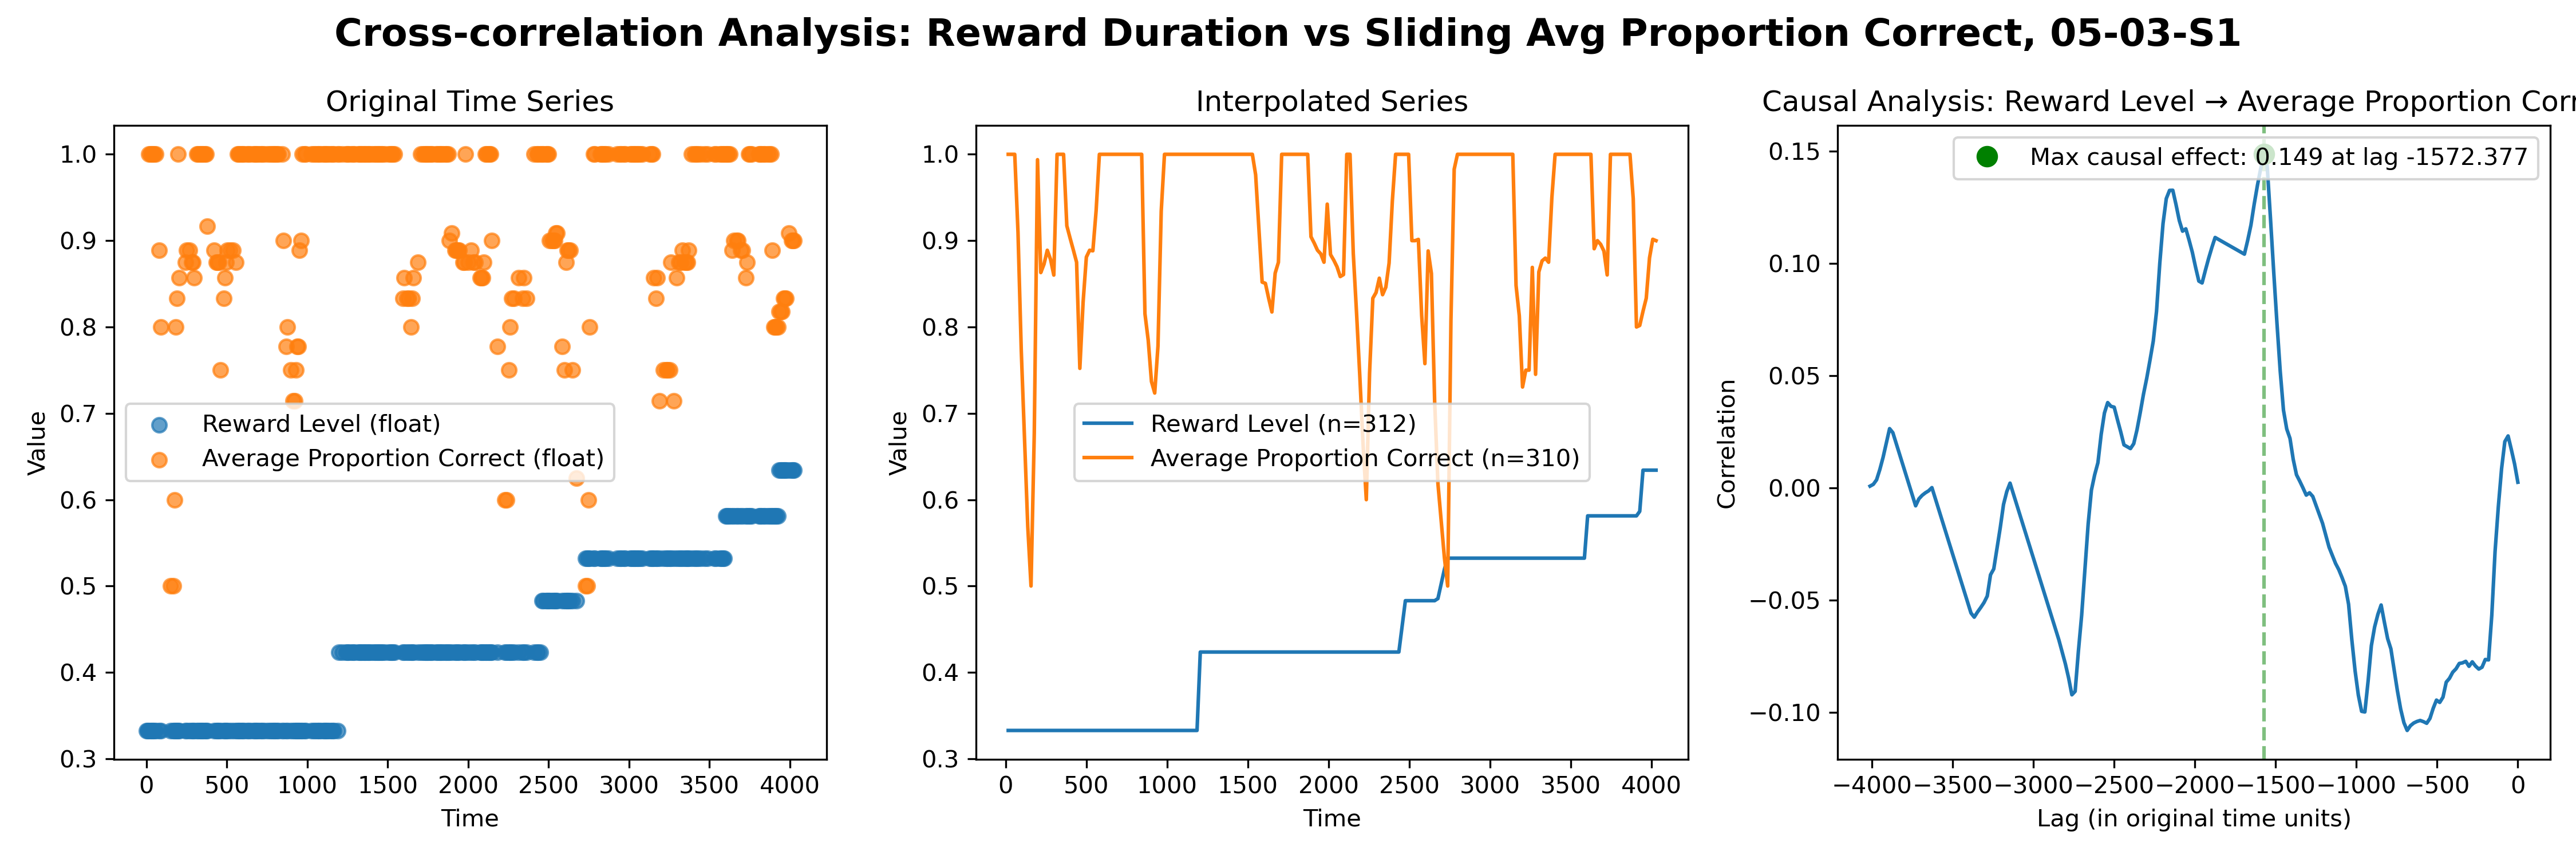 Cross-correlation Analysis: Reward Duration vs Sliding Avg Proportion Correct, 05-03-S1
Original Time Series
Value
1.0
0.9
0.8
0.7
0.6
0.5
0.4
0.3
Reward Level (float)
Average Proportion Correct (float)
0 500 1000 1500 2000 2500 3000 3500 4000
Time
Interpolated Series
Value
1.0
0.9
0.8
0.7
0.6
0.5
0.4
0.3
Reward Level (n=312)
Average Proportion Correct (n=310)
0 500 1000 1500 2000 2500 3000 3500 4000
Time
Causal Analysis: Reward Level → Average Proportion Corr
Correlation
0.15
0.10
0.05
0.00
−0.05
−0.10
Max causal effect: 0.149 at lag -1572.377
−4000 −3500 −3000 −2500 −2000 −1500 −1000 −500 0
Lag (in original time units)